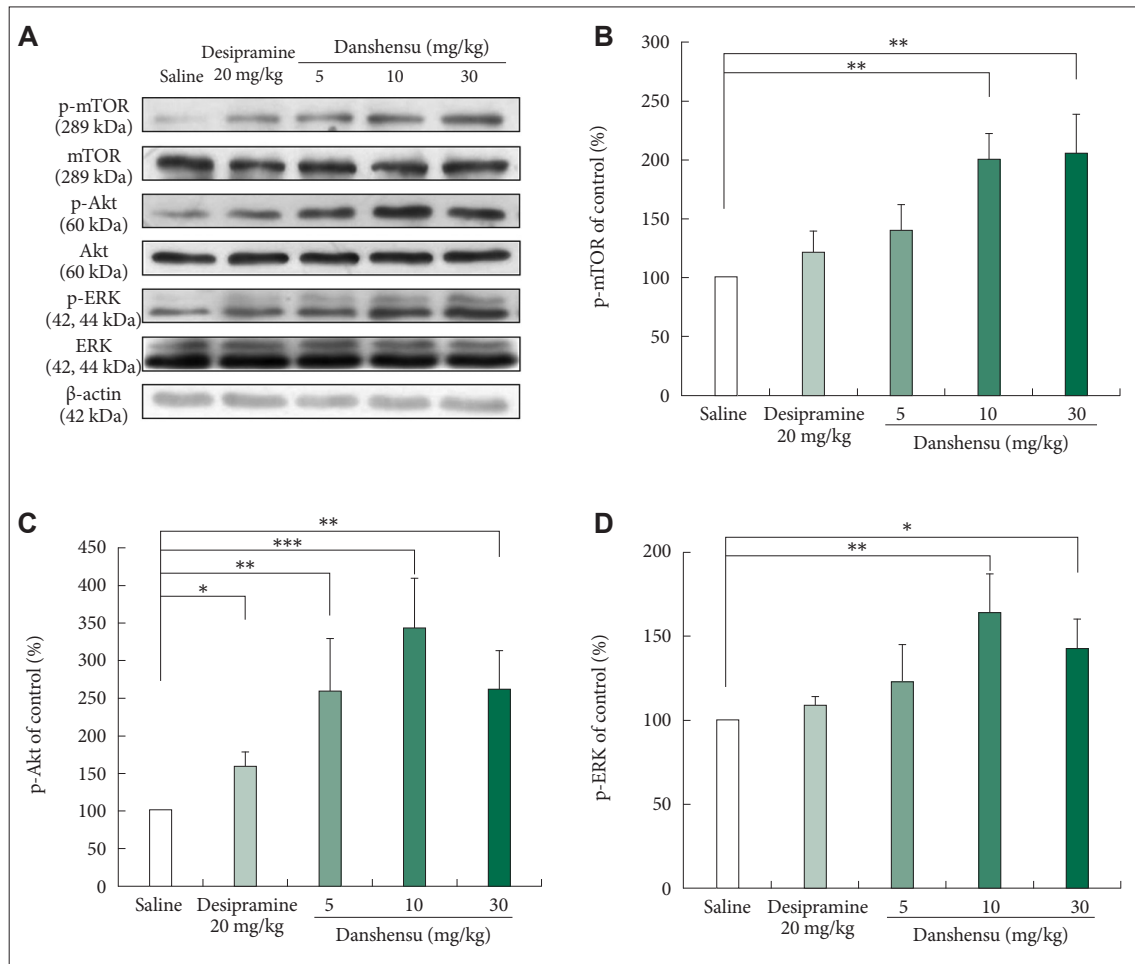 A
Desipramine Danshensu (mg/kg)
Saline 20 mg/kg 5 10 30
p-mTOR
(289 kDa)
mTOR
(289 kDa)
p-Akt
(60 kDa)
Akt
(60 kDa)
p-ERK
(42, 44 kDa)
ERK
(42, 44 kDa)
β-actin
(42 kDa)
B
p-mTOR of control (%)
300
250
200
150
100
50
0
**
**
Saline Desipramine 5 10 30
20 mg/kg Danshensu (mg/kg)
C
p-Akt of control (%)
450
400
350
300
250
200
150
100
50
0
**
***
**
*
Saline Desipramine 5 10 30
20 mg/kg Danshensu (mg/kg)
D
p-ERK of control (%)
200
150
100
50
0
*
**
Saline Desipramine 5 10 30
20 mg/kg Danshensu (mg/kg)